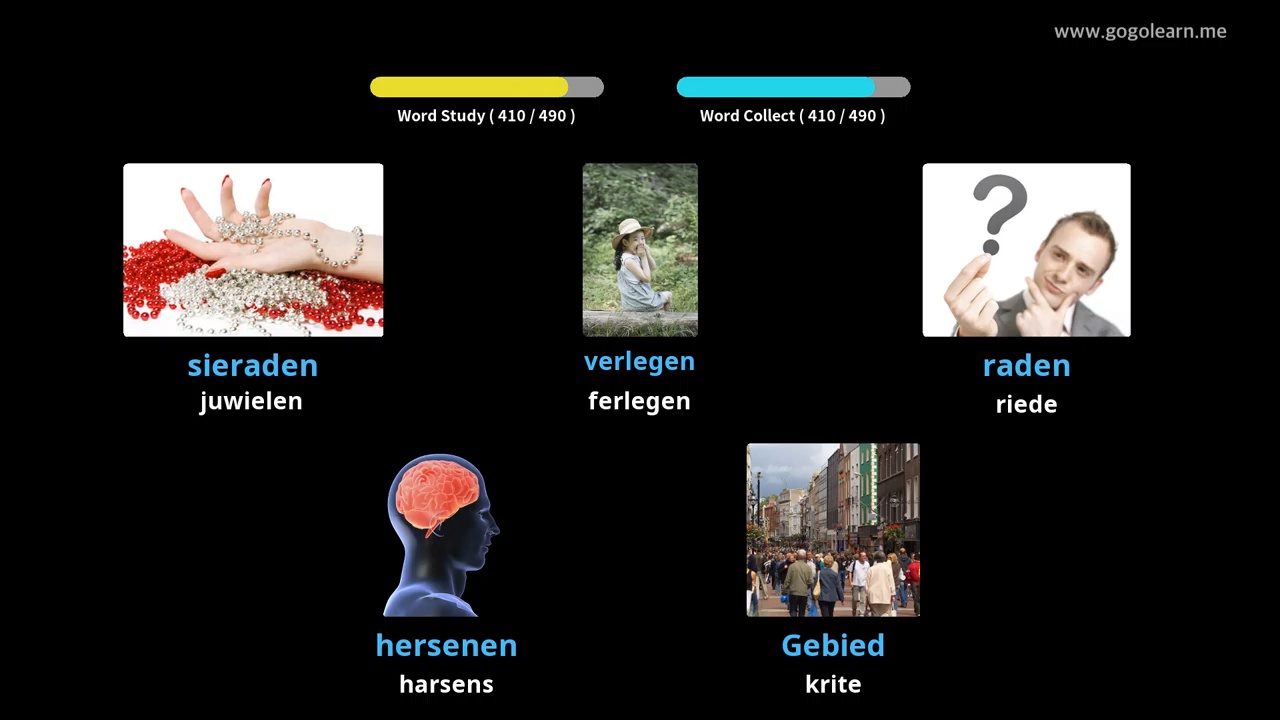 www.gogolearn.me
Word Study ( 410 / 490 )
Word Collect ( 410 / 490 )
sieraden
juwielen
verlegen
ferlegen
raden
riede
hersenen
harsens
Gebied
krite